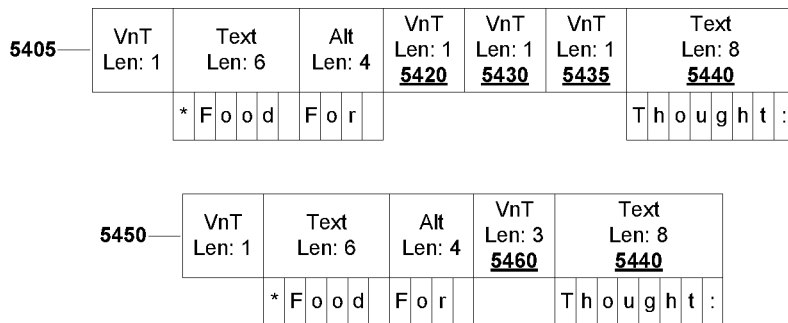 5405
VnT Text Alt VnT VnT VnT Text
Len: 1 Len: 6 Len: 4 Len: 1 Len: 1 Len: 1 Len: 8
5420 5430 5435 5440
* F o o d F o r T h o u g h t :
5450
VnT Text Alt VnT Text
Len: 1 Len: 6 Len: 4 Len: 3 Len: 8
5460 5440
* F o o d F o r T h o u g h t :